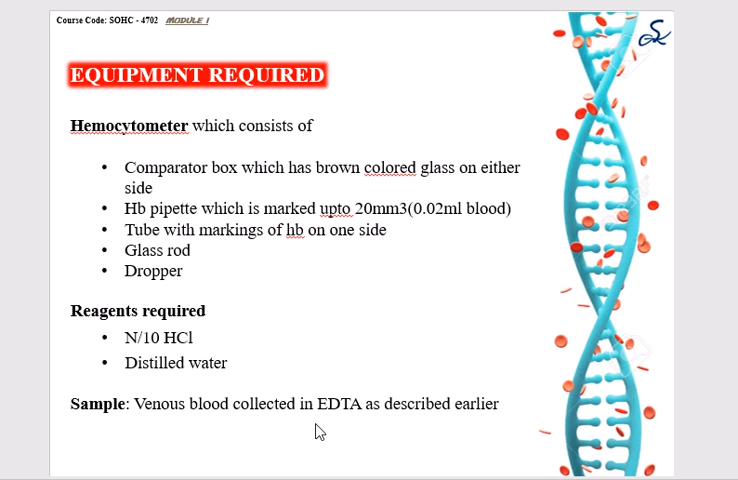 Course Code: SOHC - 4702 MODULE 1
EQUIPMENT REQUIRED
Hemocytometer which consists of
• Comparator box which has brown colored glass on either
side
• Hb pipette which is marked upto 20mm3(0.02ml blood)
• Tube with markings of hb on one side
• Glass rod
• Dropper
Reagents required
• N/10 HCl
• Distilled water
Sample: Venous blood collected in EDTA as described earlier